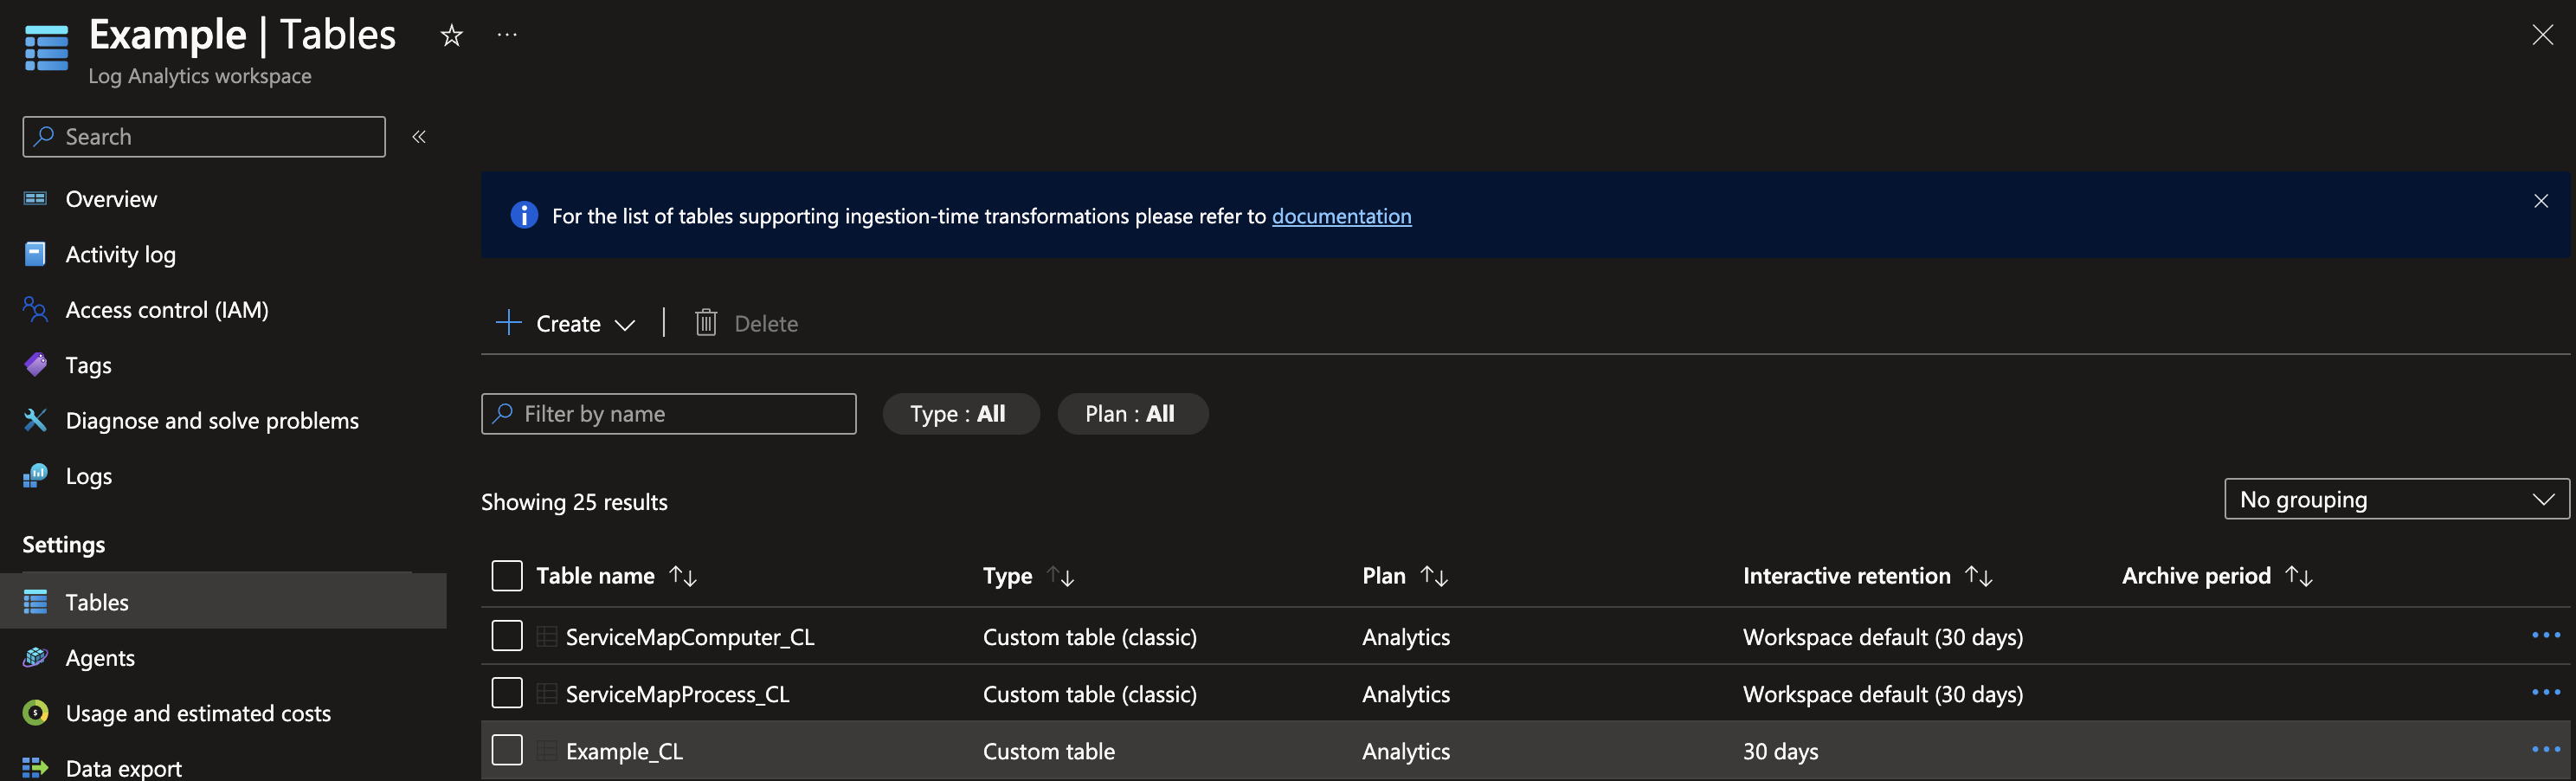 Example | Tables
Log Analytics workspace
Search
Overview
Activity log
Access control (IAM)
Tags
Diagnose and solve problems
Logs
Settings
Tables
Agents
Usage and estimated costs
Data export
For the list of tables supporting ingestion-time transformations please refer to documentation
Create
Delete
Filter by name
Type : All
Plan : All
Showing 25 results
No grouping
Table name Type Plan Interactive retention Archive period
ServiceMapComputer_CL Custom table (classic) Analytics Workspace default (30 days)
ServiceMapProcess_CL Custom table (classic) Analytics Workspace default (30 days)
Example_CL Custom table Analytics 30 days